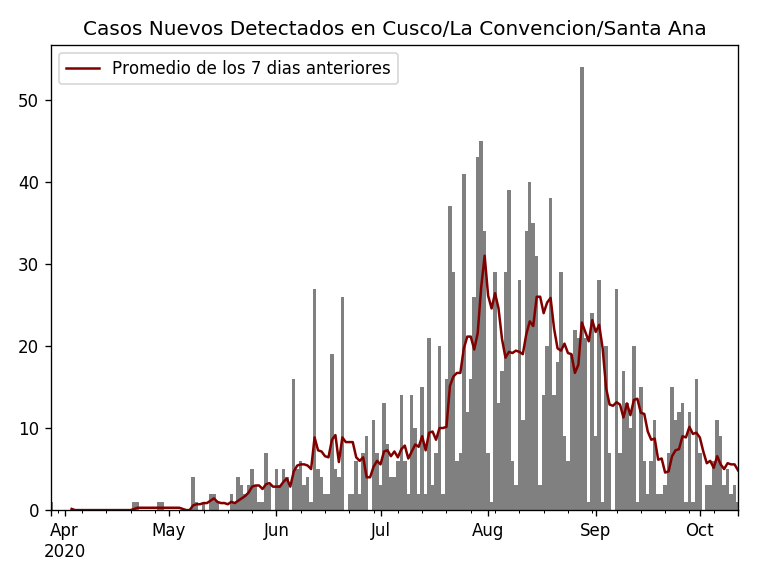 Casos Nuevos Detectados en Cusco/La Convencion/Santa Ana
Promedio de los 7 dias anteriores
50
40
30
20
10
0
Apr May Jun Jul Aug Sep Oct
2020